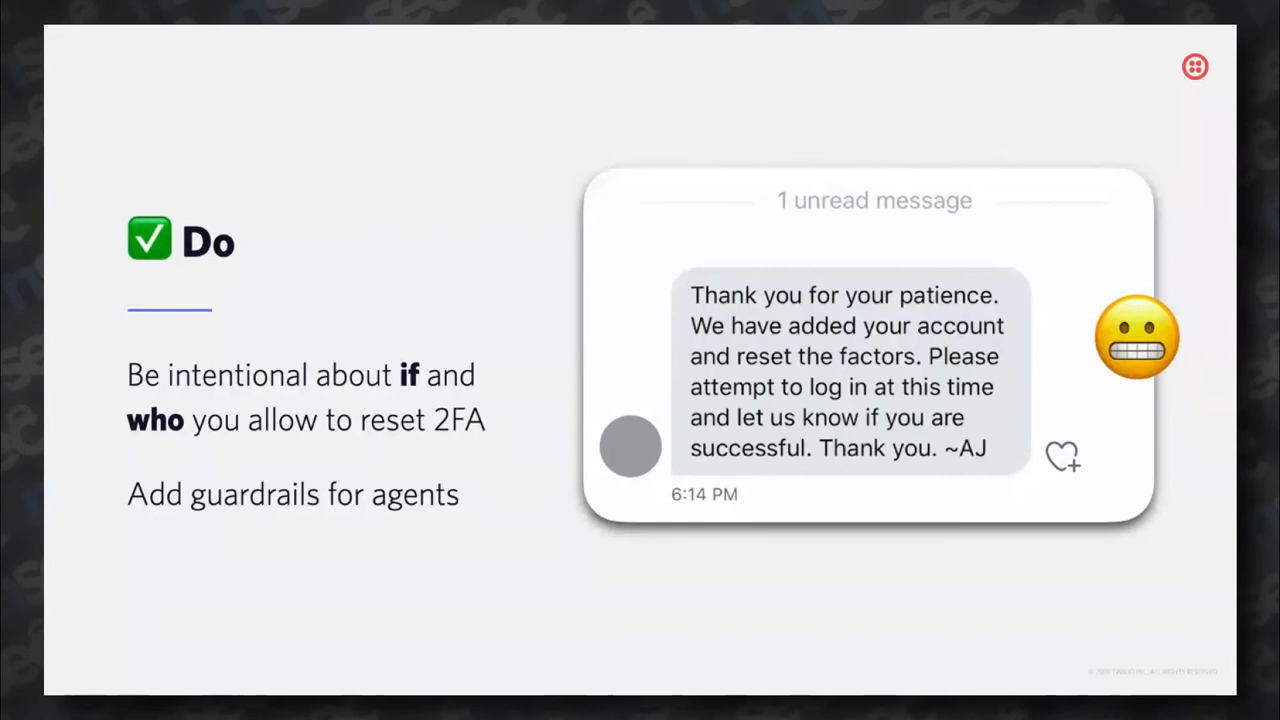 Do
Be intentional about if and
who you allow to reset 2FA
Add guardrails for agents
1 unread message
Thank you for your patience.
We have added your account
and reset the factors. Please
attempt to log in at this time
and let us know if you are
successful. Thank you. ~AJ
6:14 PM